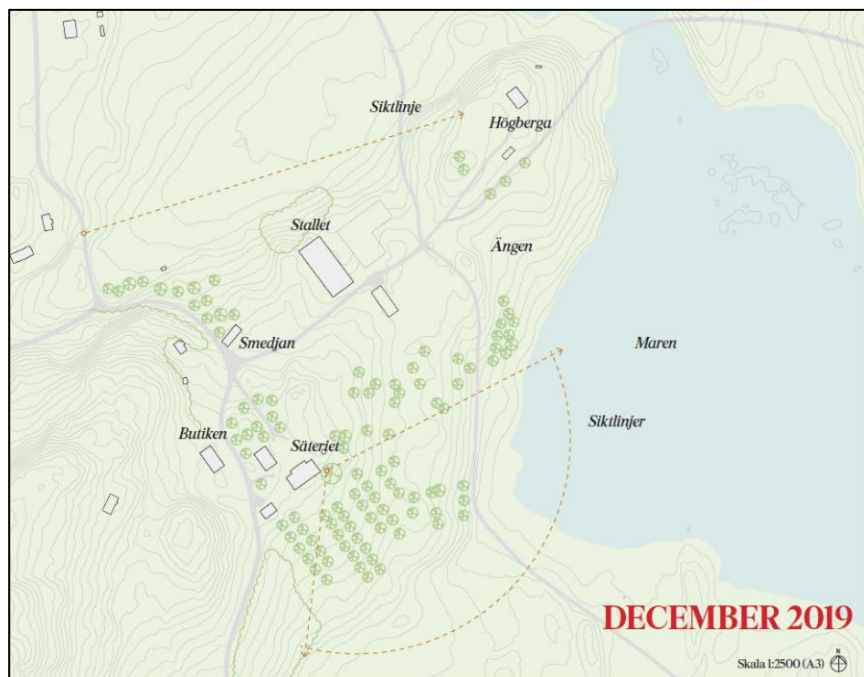 Siktlinje
Högberga
Stallet
Ängen
Smedjan
Maren
Siktlinjer
Butiken
Säteriet
DECEMBER 2019
N
Skala 1:2500 (A3)